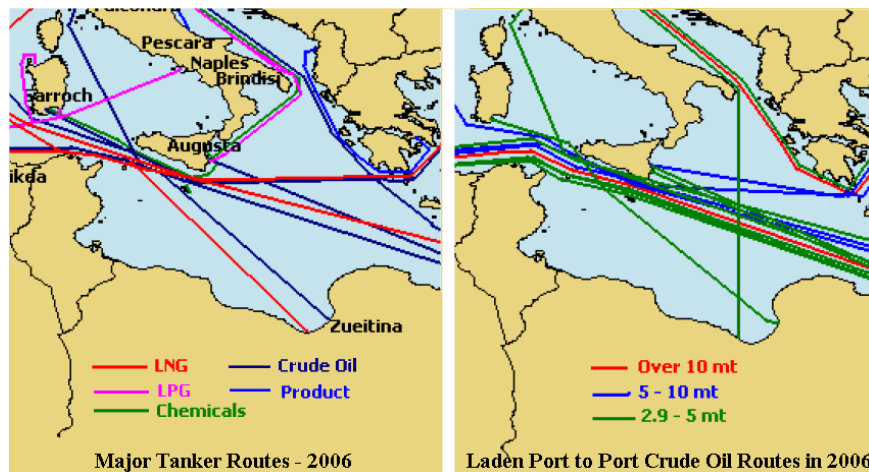 Pescara
Naples
Brindisi
Sarroch
Augusta
Zueitina
LNG
Crude Oil
LPG
Product
Chemicals
Major Tanker Routes - 2006
Over 10 mt
5 - 10 mt
2.9 - 5 mt
Laden Port to Port Crude Oil Routes in 2006